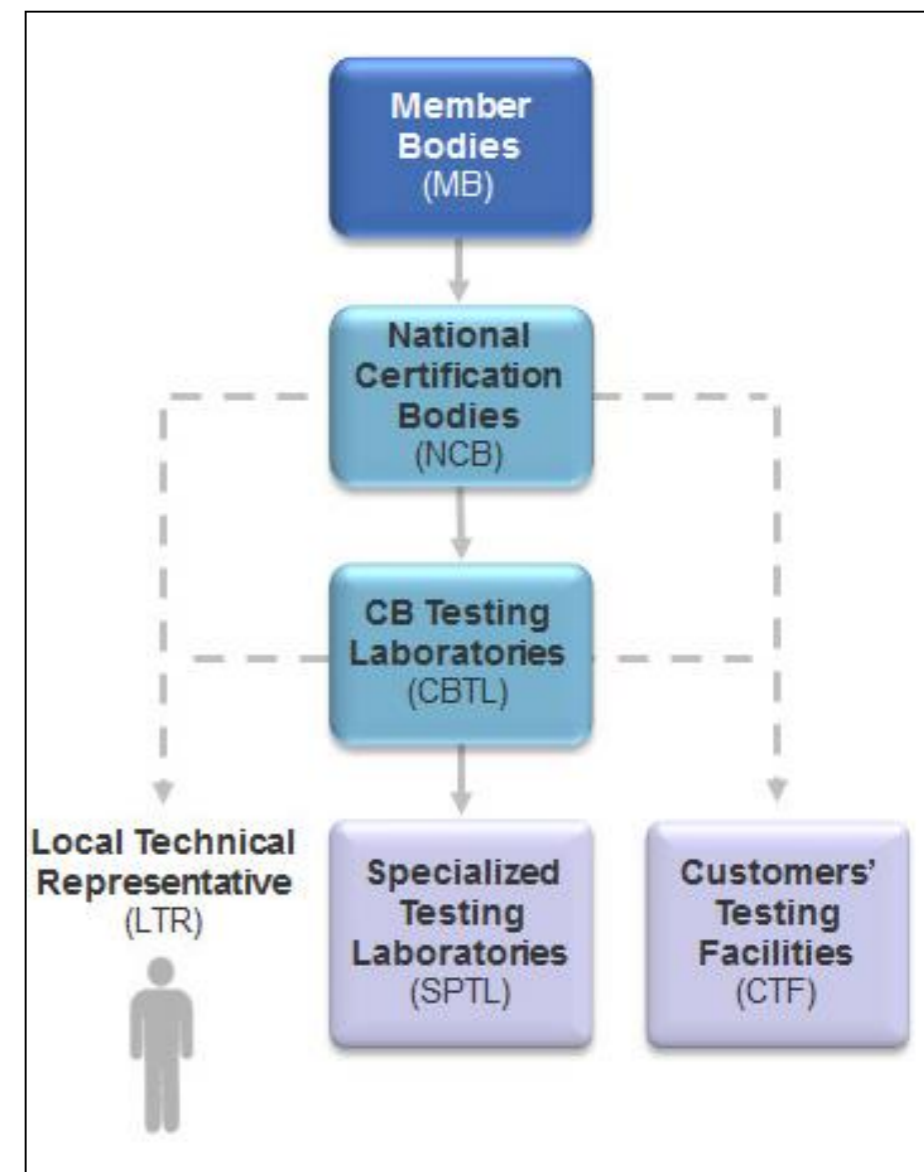 Member
Bodies
(MB)
National
Certification
Bodies
(NCB)
CB Testing
Laboratories
(CBTL)
Local Technical
Representative
(LTR)
Specialized
Testing
Laboratories
(SPTL)
Customers’
Testing
Facilities
(CTF)